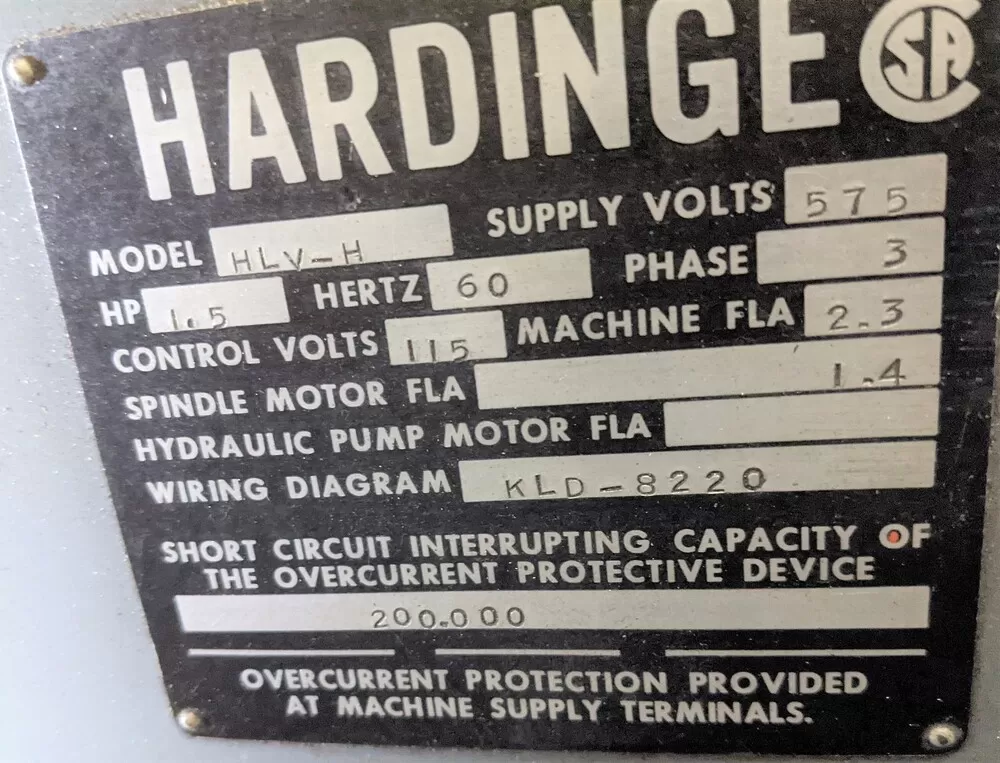 HARDINGE CSA
MODEL HLV-H SUPPLY VOLTS 575
HP 1.5 HERTZ 60 PHASE 3
CONTROL VOLTS 115 MACHINE FLA 2.3
SPINDLE MOTOR FLA 1.4
HYDRAULIC PUMP MOTOR FLA
WIRING DIAGRAM KLD-8220
SHORT CIRCUIT INTERRUPTING CAPACITY OF
THE OVERCURRENT PROTECTIVE DEVICE
200.000
OVERCURRENT PROTECTION PROVIDED
AT MACHINE SUPPLY TERMINALS.